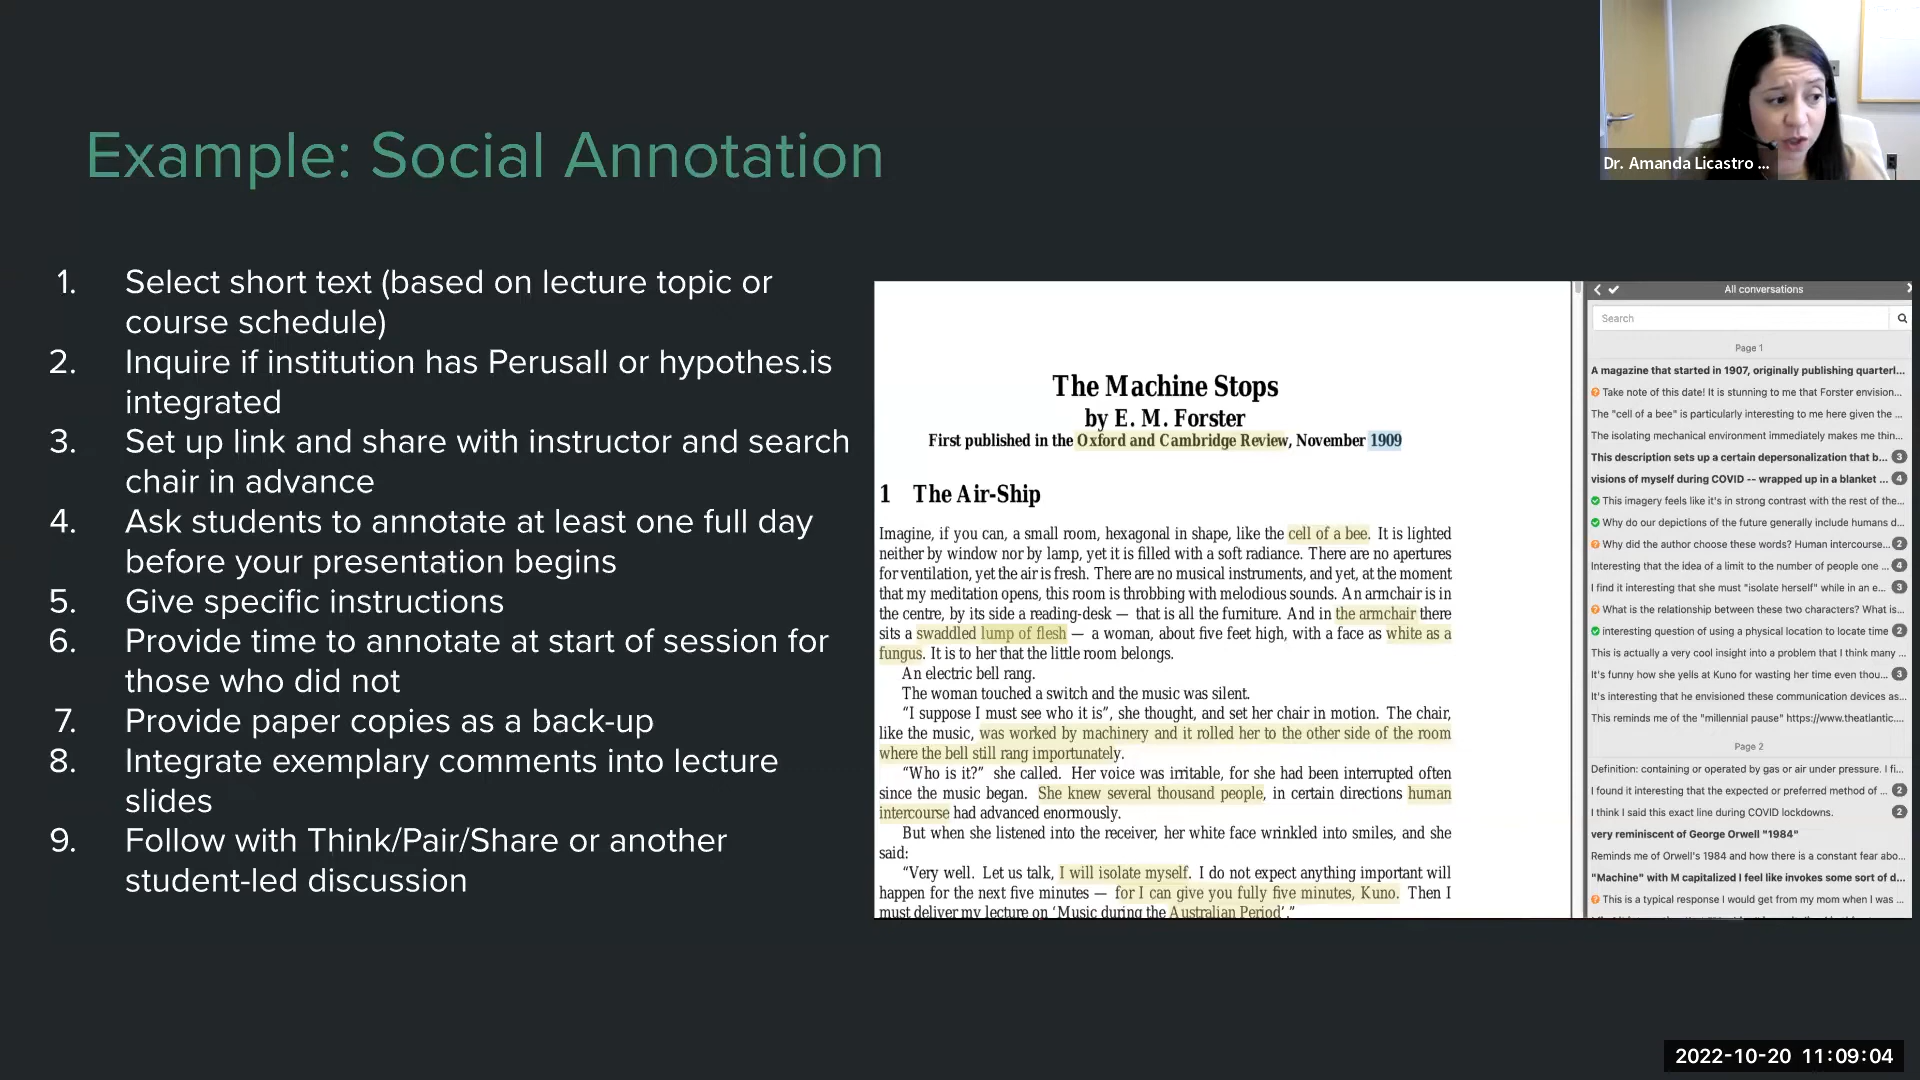 Example: Social Annotation
Dr. Amanda Licastro ...
1. Select short text (based on lecture topic or
course schedule)
2. Inquire if institution has Perusall or hypothes.is
integrated
3. Set up link and share with instructor and search
chair in advance
4. Ask students to annotate at least one full day
before your presentation begins
5. Give specific instructions
6. Provide time to annotate at start of session for
those who did not
7. Provide paper copies as a back-up
8. Integrate exemplary comments into lecture
slides
9. Follow with Think/Pair/Share or another
student-led discussion
The Machine Stops
by E. M. Forster
First published in the Oxford and Cambridge Review, November 1909
1 The Air-Ship
Imagine, if you can, a small room, hexagonal in shape, like the cell of a bee. It is lighted
neither by window nor by lamp, yet it is filled with a soft radiance. There are no apertures
for ventilation, yet the air is fresh. There are no musical instruments, and yet, at the moment
that my meditation opens, this room is throbbing with melodious sounds. An armchair is in
the centre, by its side a reading-desk — that is all the furniture. And in the armchair there
sits a swaddled lump of flesh — a woman, about five feet high, with a face as white as a
fungus. It is to her that the little room belongs.
An electric bell rang.
The woman touched a switch and the music was silent.
“I suppose I must see who it is”, she thought, and set her chair in motion. The chair,
like the music, was worked by machinery and it rolled her to the other side of the room
where the bell still rang importunately.
“Who is it?” she called. Her voice was irritable, for she had been interrupted often
since the music began. She knew several thousand people, in certain directions human
intercourse had advanced enormously.
But when she listened into the receiver, her white face wrinkled into smiles, and she
said:
“Very well. Let us talk, I will isolate myself. I do not expect anything important will
happen for the next five minutes — for I can give you fully five minutes, Kuno. Then I
must deliver my lecture on ‘Music during the Australian Period’.”
All conversations
Search
Page 1
A magazine that started in 1907, originally publishing quarterl...
Take note of this date! It is stunning to me that Forster envision...
The "cell of a bee" is particularly interesting to me here given the ...
The isolating mechanical environment immediately makes me thin...
This description sets up a certain depersonalization that b... 3
visions of myself during COVID -- wrapped up in a blanket ... 4
This imagery feels like it's in strong contrast with the rest of the...
Why do our depictions of the future generally include humans d...
Why did the author choose these words? Human intercourse... 2
Interesting that the idea of a limit to the number of people one ... 4
I find it interesting that she must "isolate herself" while in an e... 3
What is the relationship between these two characters? What is...
interesting question of using a physical location to locate time 2
This is actually a very cool insight into a problem that I think many ...
It's funny how she yells at Kuno for wasting her time even thou... 3
It's interesting that he envisioned these communication devices as...
This reminds me of the "millennial pause" https://www.theatlantic....
Page 2
Definition: containing or operated by gas or air under pressure. I fi...
I found it interesting that the expected or preferred method of ... 2
I think I said this exact line during COVID lockdowns. 2
very reminiscent of George Orwell "1984"
Reminds me of Orwell's 1984 and how there is a constant fear abo...
"Machine" with M capitalized I feel like invokes some sort of d...
This is a typical response I would get from my mom when I was ...
2022-10-20 11:09:04